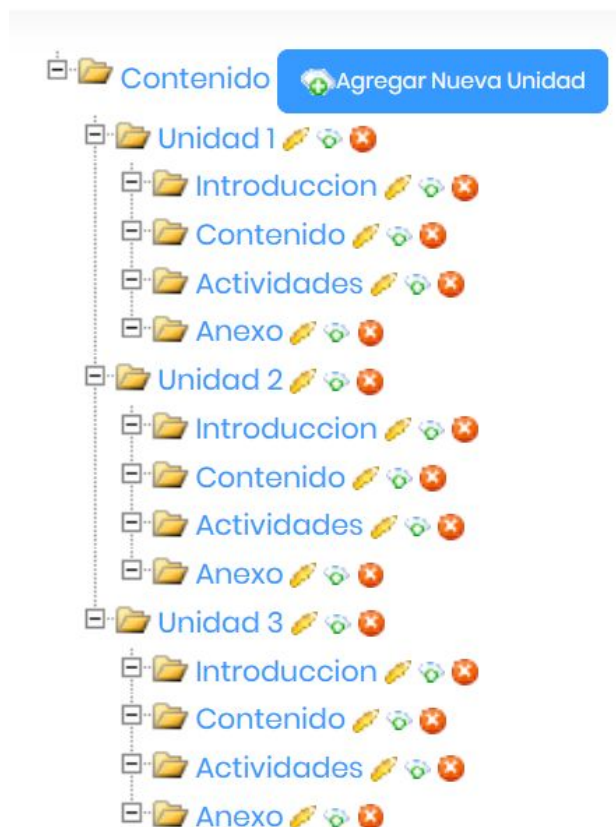 Contenido Agregar Nueva Unidad
Unidad 1
Introduccion
Contenido
Actividades
Anexo
Unidad 2
Introduccion
Contenido
Actividades
Anexo
Unidad 3
Introduccion
Contenido
Actividades
Anexo